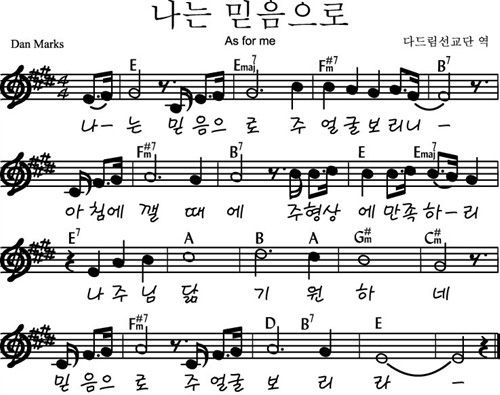 나는 믿음으로
Dan Marks As for me 다드림선교단 역
E Emaj7 F#m7 B7
나- 는 믿 음으 로 주 얼굴보리니 -
F#m7 B7 E Emaj7
아 침에 깰 때 에 주형상 에 만족하-리
E7 A B A G#m C#m
나 주 님 닮 기 원 하 네
F#m7 D B7 E
믿 음으 로 주 얼굴 보 리 라 -